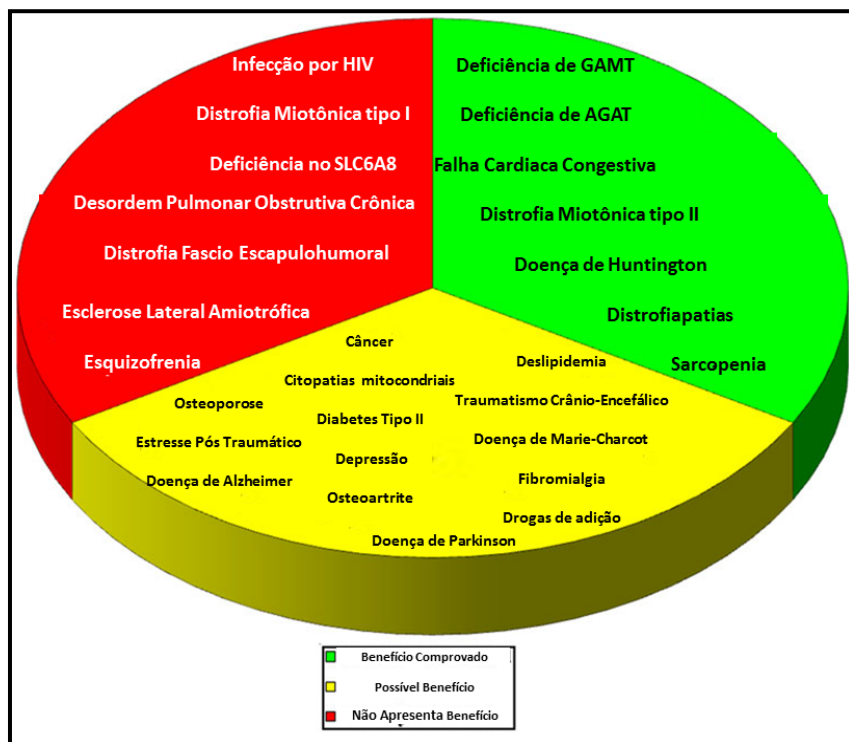 Infecção por HIV
Distrofia Miotônica tipo I
Deficiência no SLC6A8
Desordem Pulmonar Obstrutiva Crônica
Distrofia Fascio Escapulohumoral
Esclerose Lateral Amiotrófica
Esquizofrenia
Deficiência de GAMT
Deficiência de AGAT
Falha Cardiaca Congestiva
Distrofia Miotônica tipo II
Doença de Huntington
Distrofiapatias
Sarcopenia
Câncer
Deslipidemia
Citopatias mitocondriais
Osteoporose
Traumatismo Crânio-Encefálico
Diabetes Tipo II
Estresse Pós Traumático
Doença de Marie-Charcot
Depressão
Doença de Alzheimer
Fibromialgia
Osteoartrite
Drogas de adição
Doença de Parkinson
Benefício Comprovado
Possível Benefício
Não Apresenta Benefício